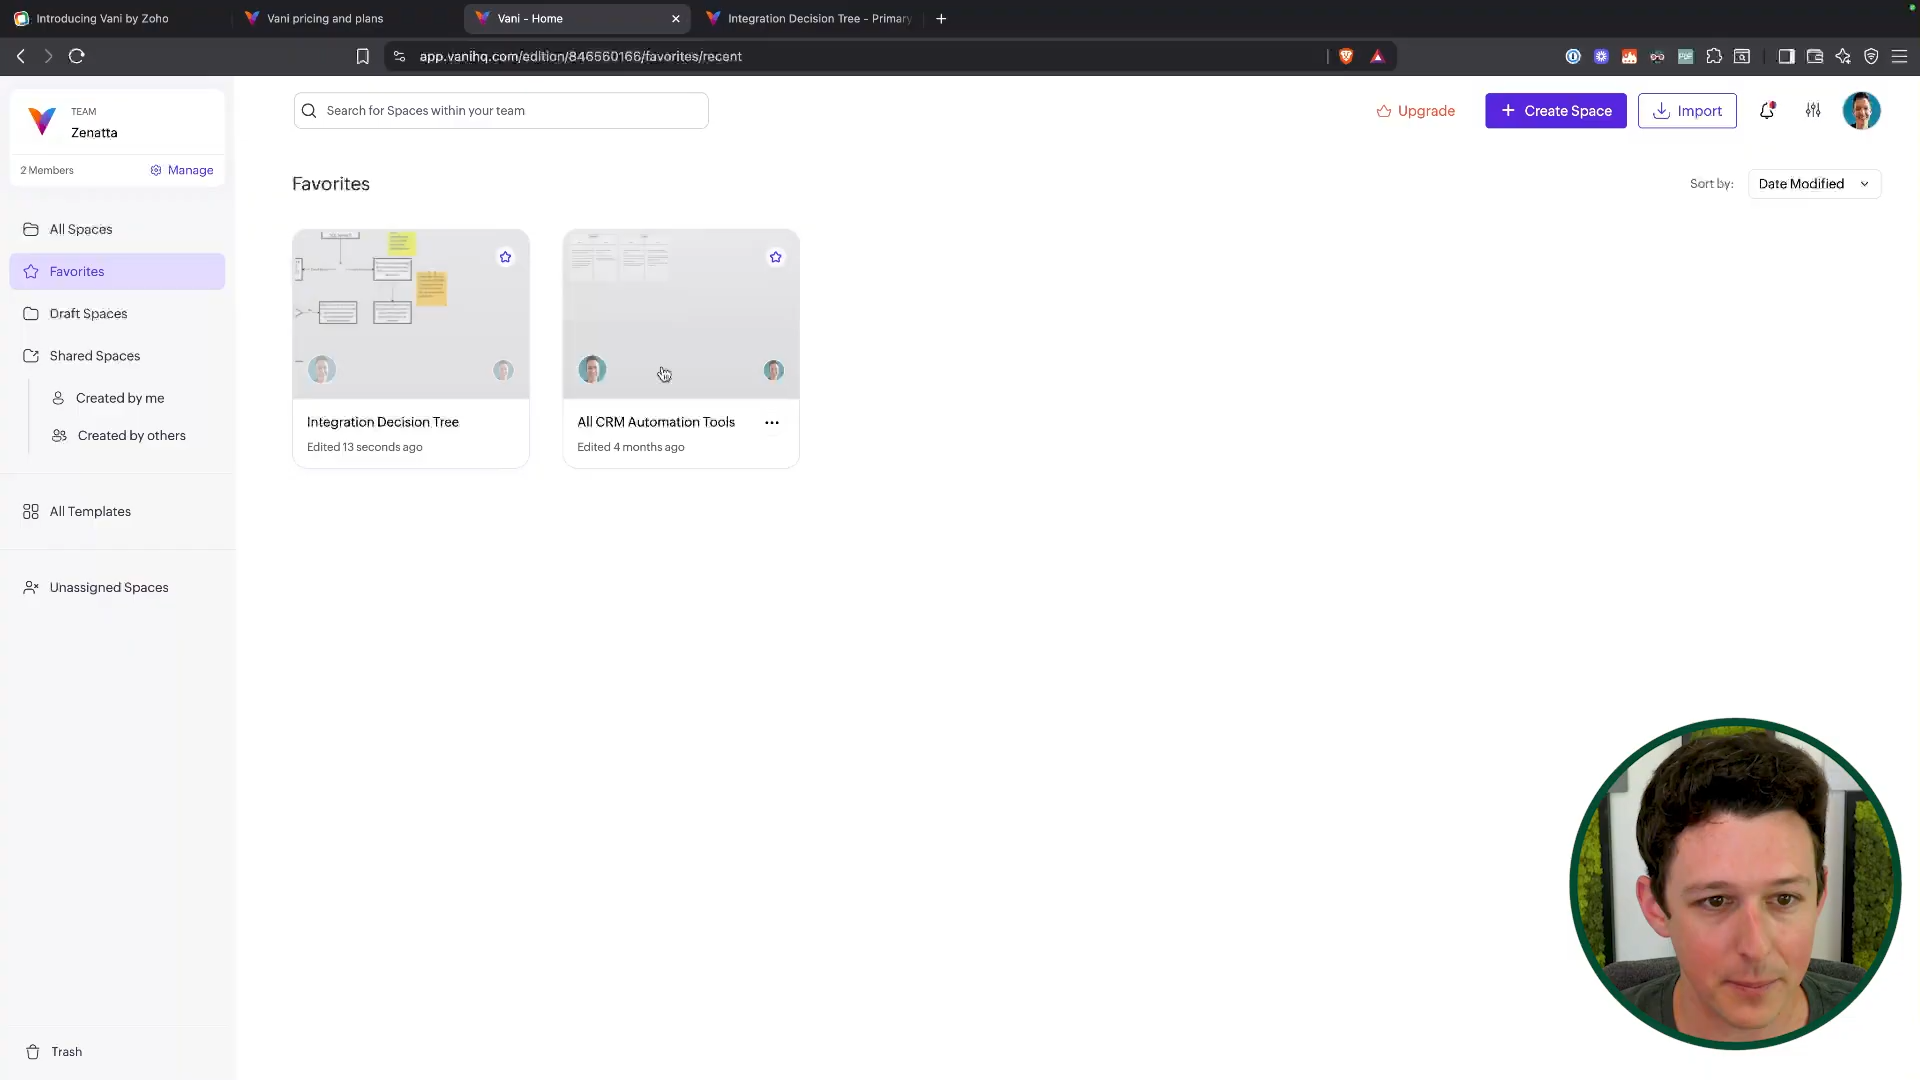 Introducing Vani by Zoho
Vani pricing and plans
Vani - Home
Integration Decision Tree - Primary
app.vanihq.com/edition/846560166/favorites/recent
TEAM
Zenatta
2 Members
Manage
Search for Spaces within your team
Upgrade
Create Space
Import
All Spaces
Favorites
Draft Spaces
Shared Spaces
Created by me
Created by others
All Templates
Unassigned Spaces
Trash
Favorites
Sort by:
Date Modified
Integration Decision Tree
Edited 13 seconds ago
All CRM Automation Tools
Edited 4 months ago